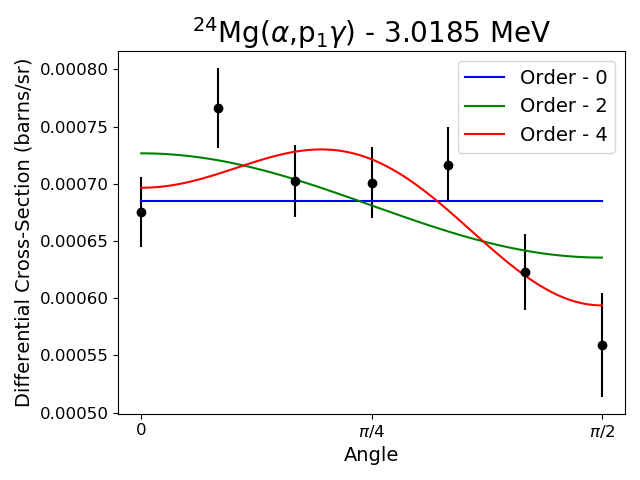 ²⁴Mg(α,p₁γ) - 3.0185 MeV
Differential Cross-Section (barns/sr)
0.00080
0.00075
0.00070
0.00065
0.00060
0.00055
0.00050
Order - 0
Order - 2
Order - 4
0
π/4
π/2
Angle